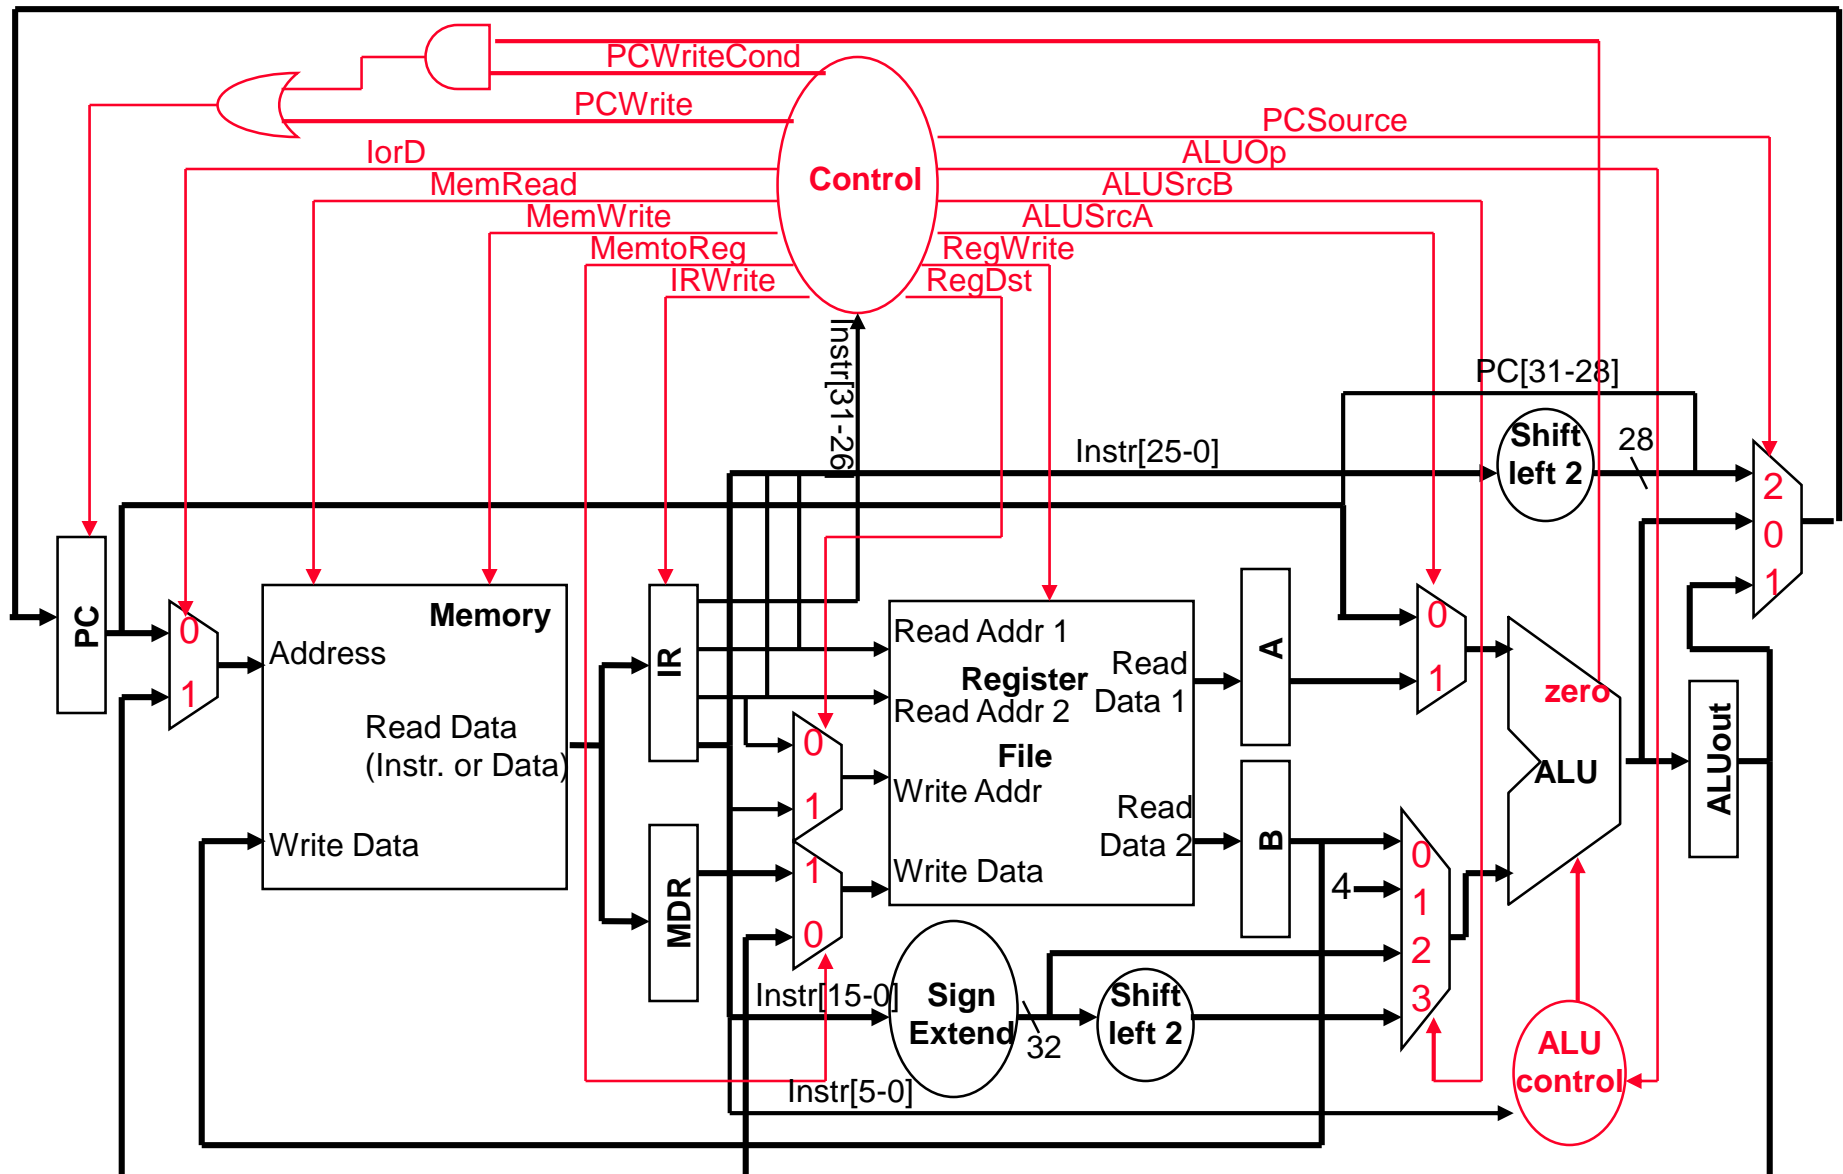 PCWriteCond
PCWrite
PCSource
IorD
ALUOp
Control
MemRead
ALUSrcB
MemWrite
ALUSrcA
MemtoReg
RegWrite
IRWrite
RegDst
Instr[31-26]
PC[31-28]
Instr[25-0]
Shift
left 2
28
2
0
1
PC
0
1
Memory
Address
Read Data
(Instr. or Data)
Write Data
IR
MDR
Read Addr 1
Register
Read Addr 2
File
Write Addr
Write Data
Read
Data 1
Read
Data 2
0
1
1
0
A
B
0
1
4
0
1
2
3
zero
ALU
ALUout
Instr[15-0]
Sign
Extend
32
Shift
left 2
Instr[5-0]
ALU
control